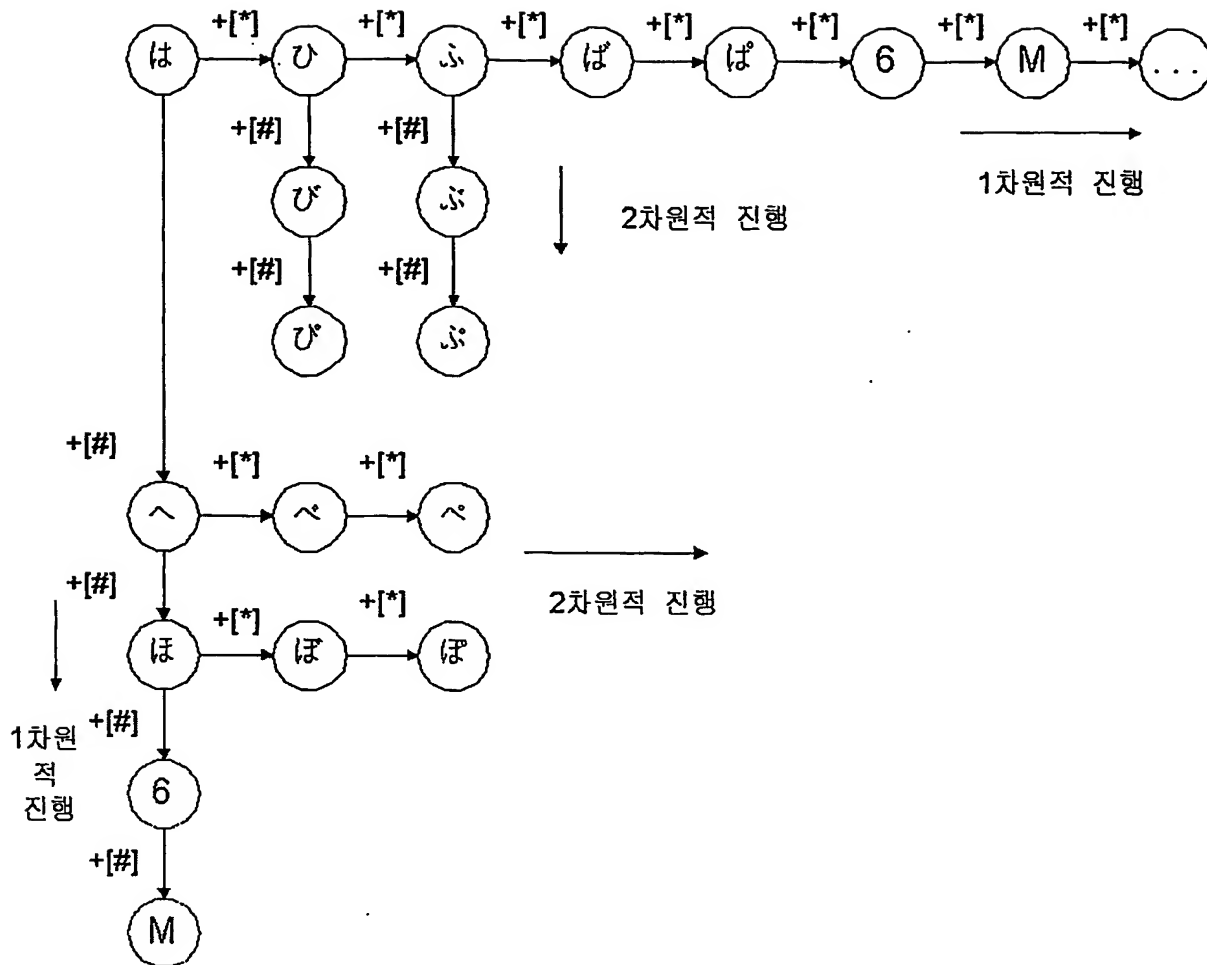 +[*] +[*] +[*] +[*] +[*] +[*] +[*]
は ひ ふ ば ぱ 6 M ...
+[#] +[#]
1차원적 진행
び ぶ
2차원적 진행
+[#] +[#]
ぴ ぷ
+[#] +[*] +[*]
へ べ ぺ
+[#]
2차원적 진행
+[*] +[*]
ほ ぼ ぽ
+[#]
1차원
적
진행
6
+[#]
M